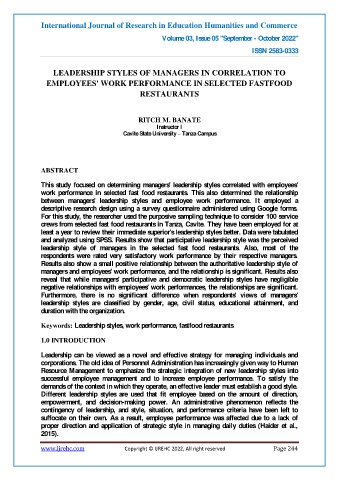 International Journal of Research in Education Humanities and Commerce
Volume 03, Issue 05 "September - October 2022"
ISSN 2583-0333
LEADERSHIP STYLES OF MANAGERS IN CORRELATION TO
EMPLOYEES' WORK PERFORMANCE IN SELECTED FASTFOOD
RESTAURANTS
RITCH M. BANATE
Instructor I
Cavite State University – Tanza Campus
ABSTRACT
This study focused on determining managers' leadership styles correlated with employees'
work performance in selected fast food restaurants. This also determined the relationship
between managers' leadership styles and employee work performance. It employed a
descriptive research design using a survey questionnaire administered using Google forms.
For this study, the researcher used the purposive sampling technique to consider 100 service
crews from selected fast food restaurants in Tanza, Cavite. They have been employed for at
least a year to review their immediate superior's leadership styles better. Data were tabulated
and analyzed using SPSS. Results show that participative leadership style was the perceived
leadership style of managers in the selected fast food restaurants. Also, most of the
respondents were rated very satisfactory work performance by their respective managers.
Results also show a small positive relationship between the authoritative leadership style of
managers and employees' work performance, and the relationship is significant. Results also
reveal that while managers' participative and democratic leadership styles have negligible
negative relationships with employees' work performances, the relationships are significant.
Furthermore, there is no significant difference when respondents' views of managers'
leadership styles are classified by gender, age, civil status, educational attainment, and
duration with the organization.
Keywords: Leadership styles, work performance, fastfood restaurants
1.0 INTRODUCTION
Leadership can be viewed as a novel and effective strategy for managing individuals and
corporations. The old idea of Personnel Administration has increasingly given way to Human
Resource Management to emphasize the strategic integration of new leadership styles into
successful employee management and to increase employee performance. To satisfy the
demands of the context in which they operate, an effective leader must establish a good style.
Different leadership styles are used that fit employee based on the amount of direction,
empowerment, and decision-making power. An administrative phenomenon reflects the
contingency of leadership, and style, situation, and performance criteria have been left to
suffocate on their own. As a result, employee performance was affected due to a lack of
proper direction and application of strategic style in managing daily duties (Haider et al.,
2015).
www.ijrehc.com Copyright © IJREHC 2022, All right reserved Page 244